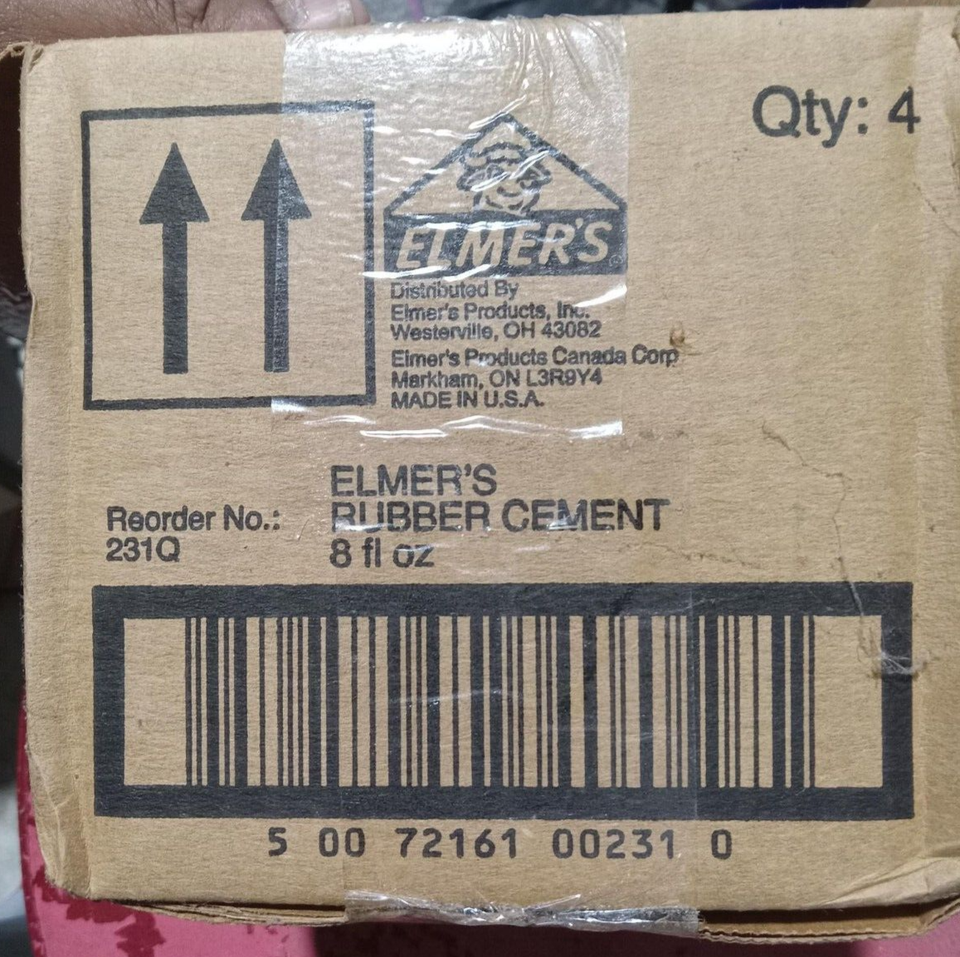 Qty: 4
ELMER'S
Distributed By
Elmer's Products, Inc.
Westerville, OH 43082
Elmer's Products Canada Corp
Markham, ON L3R9Y4
MADE IN U.S.A.
ELMER'S
Reorder No.: RUBBER CEMENT
231Q 8 fl oz
5 00 72161 00231 0